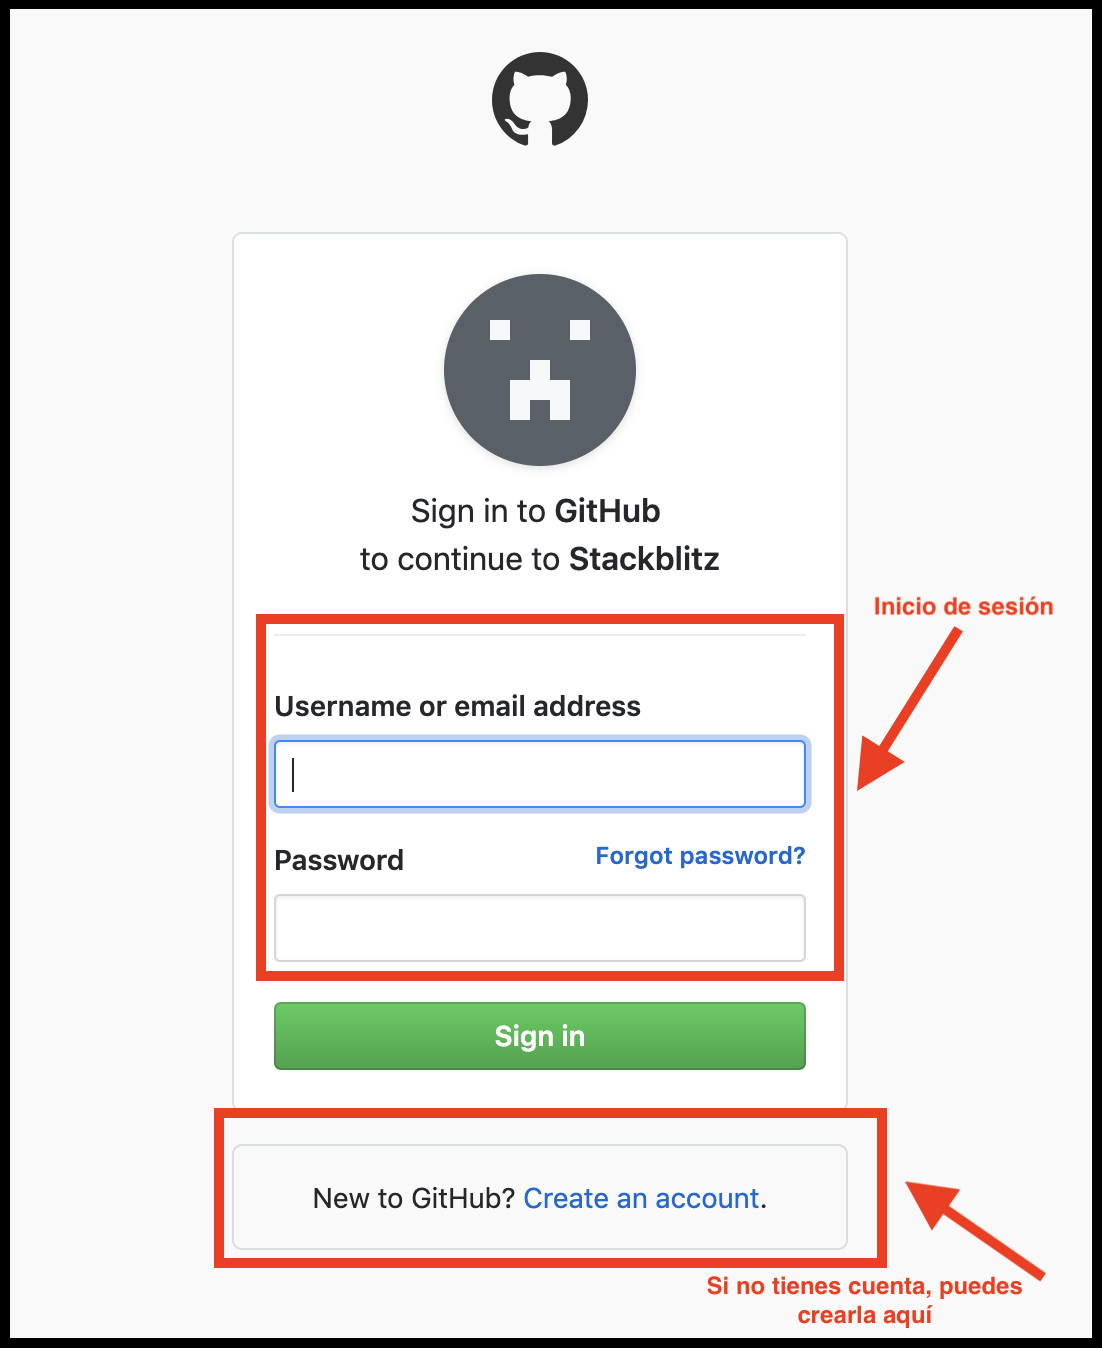 Sign in to GitHub
to continue to Stackblitz
Inicio de sesión
Username or email address
Password
Forgot password?
Sign in
New to GitHub? Create an account.
Si no tienes cuenta, puedes
crearla aquí